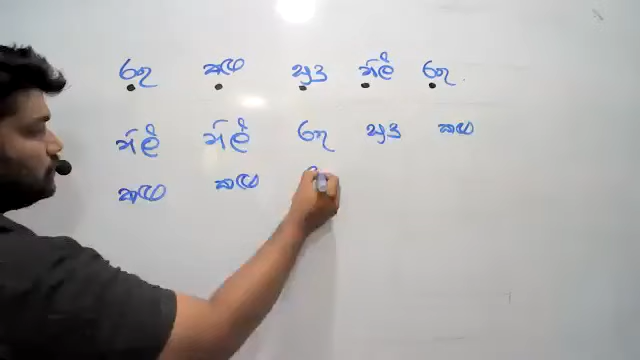 රතු කළු සුදු නිල් රතු
නිල් නිල් රතු සුදු කළු
කළු කළු